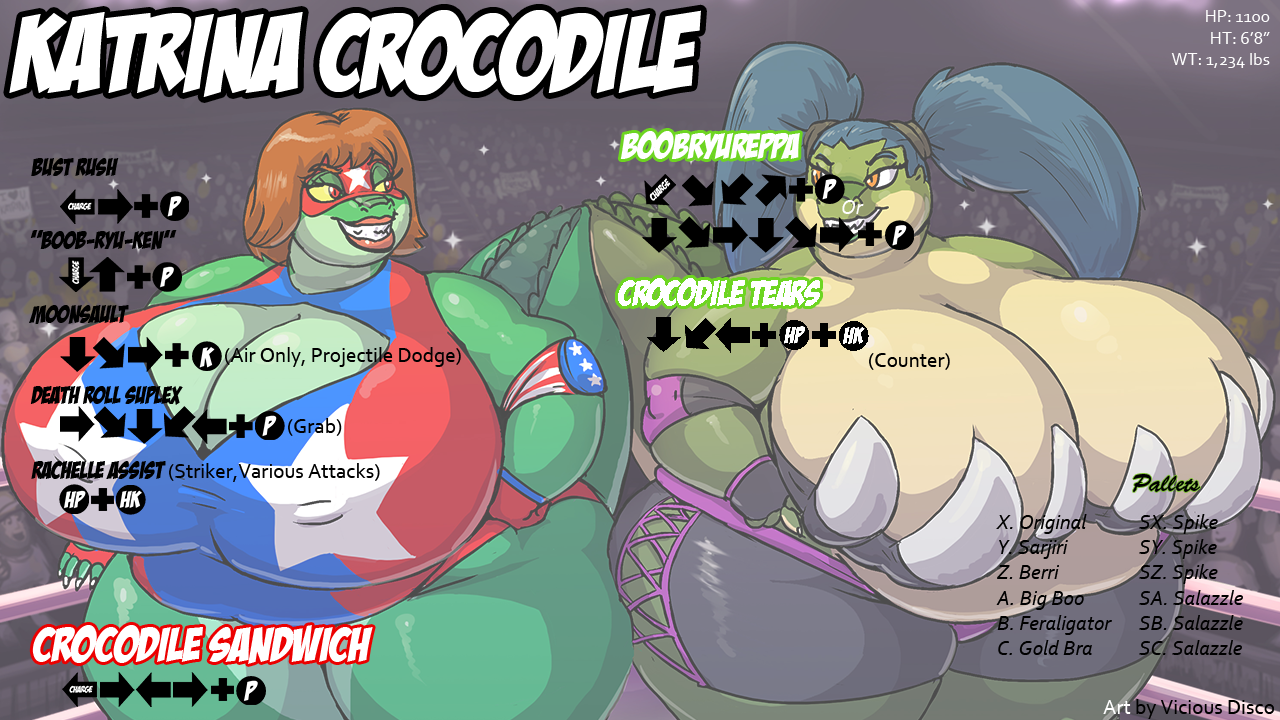 KATRINA CROCODILE
HP: 1100
HT: 6'8"
WT: 1,234 lbs
BUST RUSH
CHARGE + P
"BOOB-RYU-KEN"
CHARGE + P
MOONSAULT
+ K (Air Only, Projectile Dodge)
DEATH ROLL SUPLEX
+ P (Grab)
RACHELLE ASSIST (Striker,Various Attacks)
HP + HK
CROCODILE SANDWICH
CHARGE + P
BOOBRYUREPPA
CHARGE + P
Or
+ P
CROCODILE TEARS
+ HP + HK
(Counter)
Pallets
X. Original SX. Spike
Y. Sarjiri SY. Spike
Z. Berri SZ. Spike
A. Big Boo SA. Salazzle
B. Feraligator SB. Salazzle
C. Gold Bra SC. Salazzle
Art by Vicious Disco